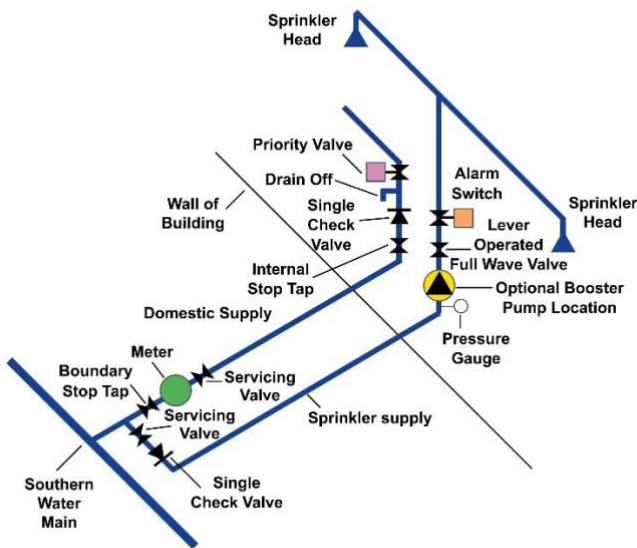 Sprinkler
Head
Priority Valve
Drain Off
Wall of
Building
Single
Check
Valve
Internal
Stop Tap
Alarm
Switch
Lever
Operated
Full Wave Valve
Sprinkler
Head
Optional Booster
Pump Location
Pressure
Gauge
Domestic Supply
Meter
Boundary
Stop Tap
Servicing
Valve
Servicing
Valve
Sprinkler supply
Southern
Water
Main
Single
Check Valve